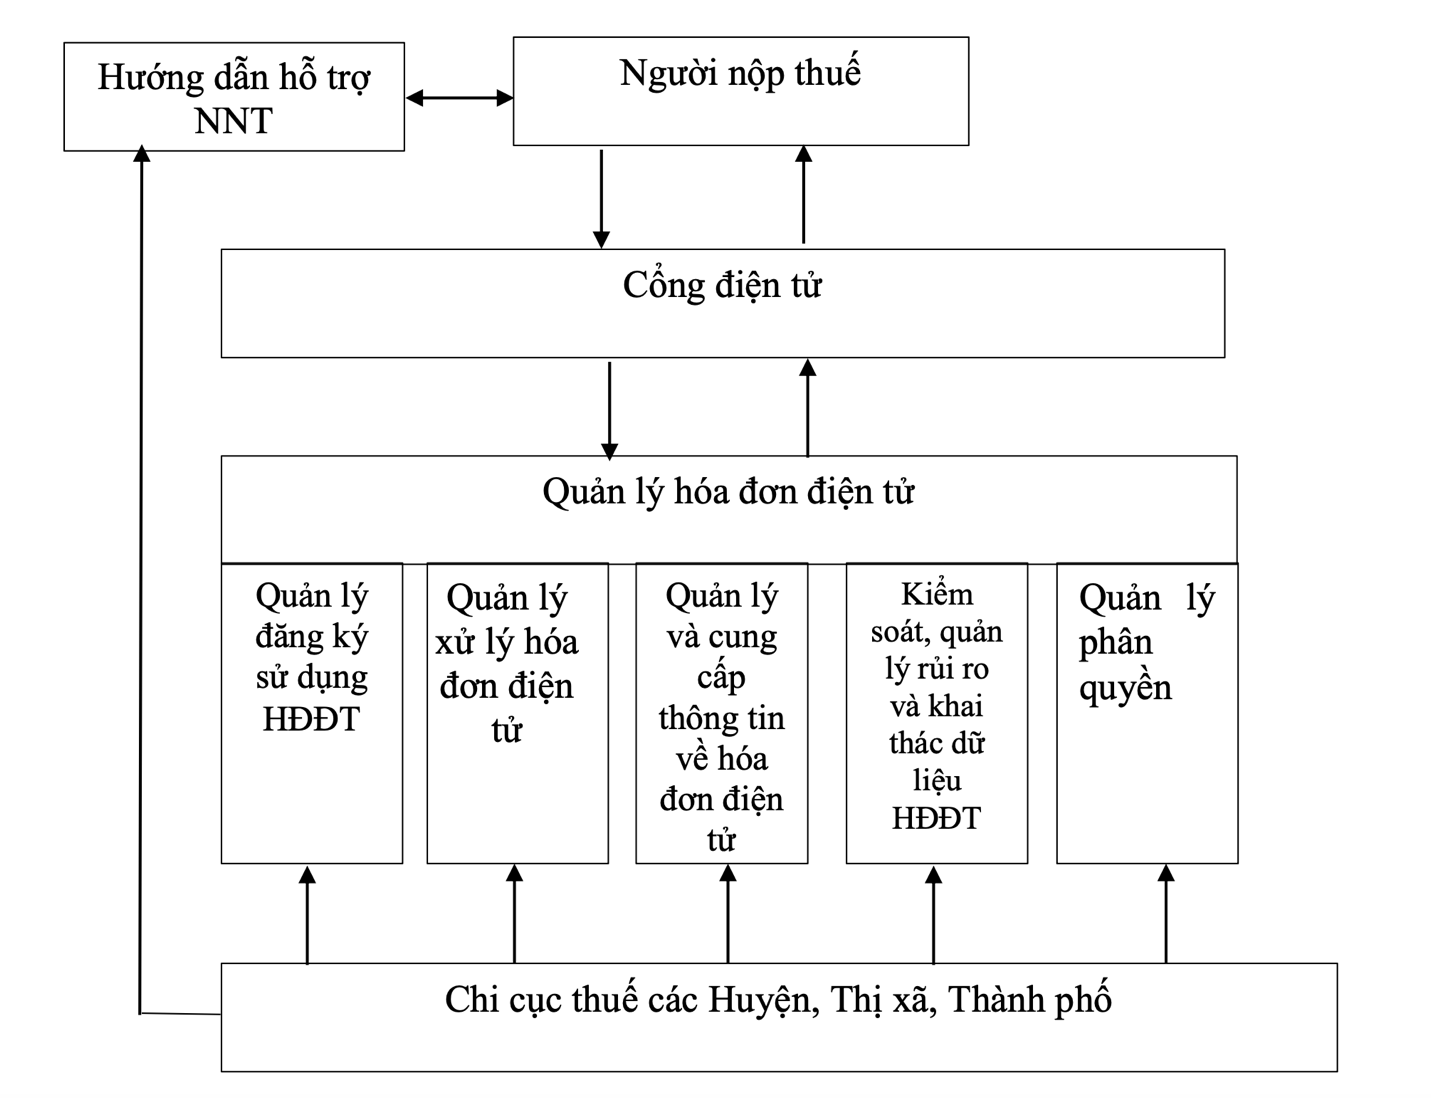 Hướng dẫn hỗ trợ
NNT
Người nộp thuế
Cổng điện tử
Quản lý hóa đơn điện tử
Quản lý
đăng ký
sử dụng
HĐĐT
Quản lý
xử lý hóa
đơn điện
tử
Quản lý
và cung
cấp
thông tin
về hóa
đơn điện
tử
Kiểm
soát, quản
lý rủi ro
và khai
thác dữ
liệu
HĐĐT
Quản lý
phân
quyền
Chi cục thuế các Huyện, Thị xã, Thành phố